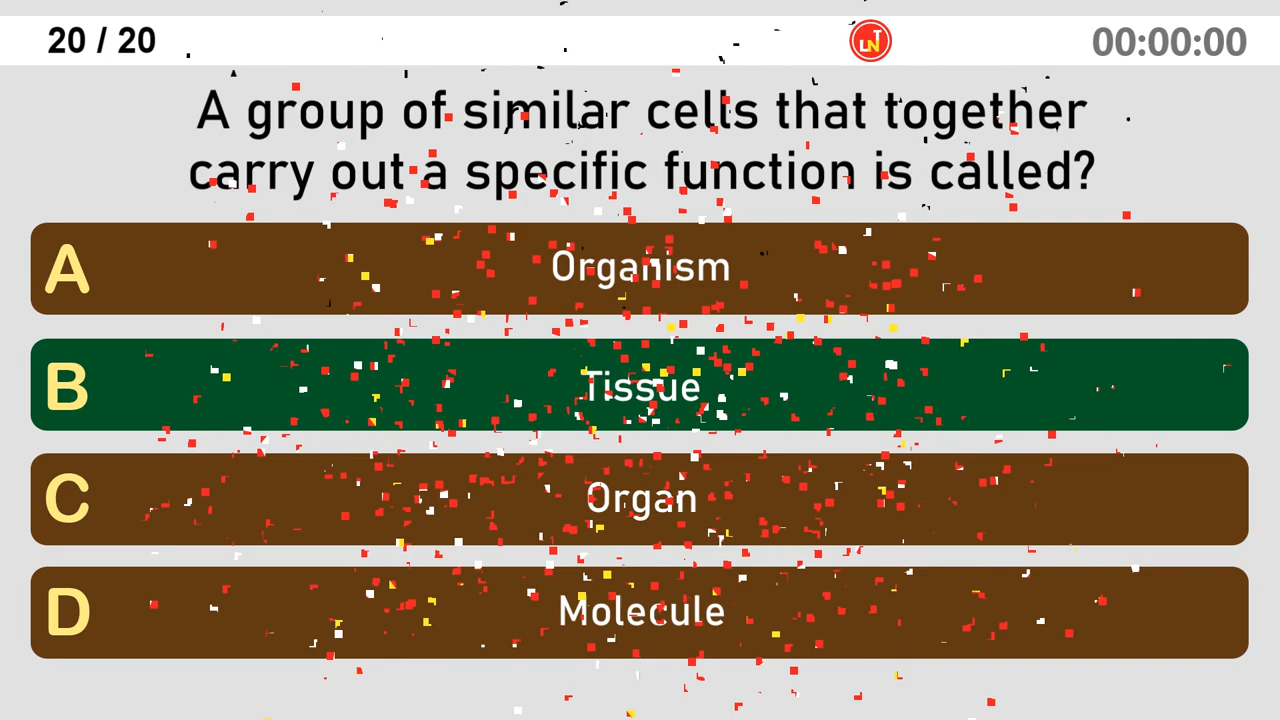 20 / 20
LNT
00:00:00
A group of similar cells that together
carry out a specific function is called?
A
Organism
B
Tissue
C
Organ
D
Molecule